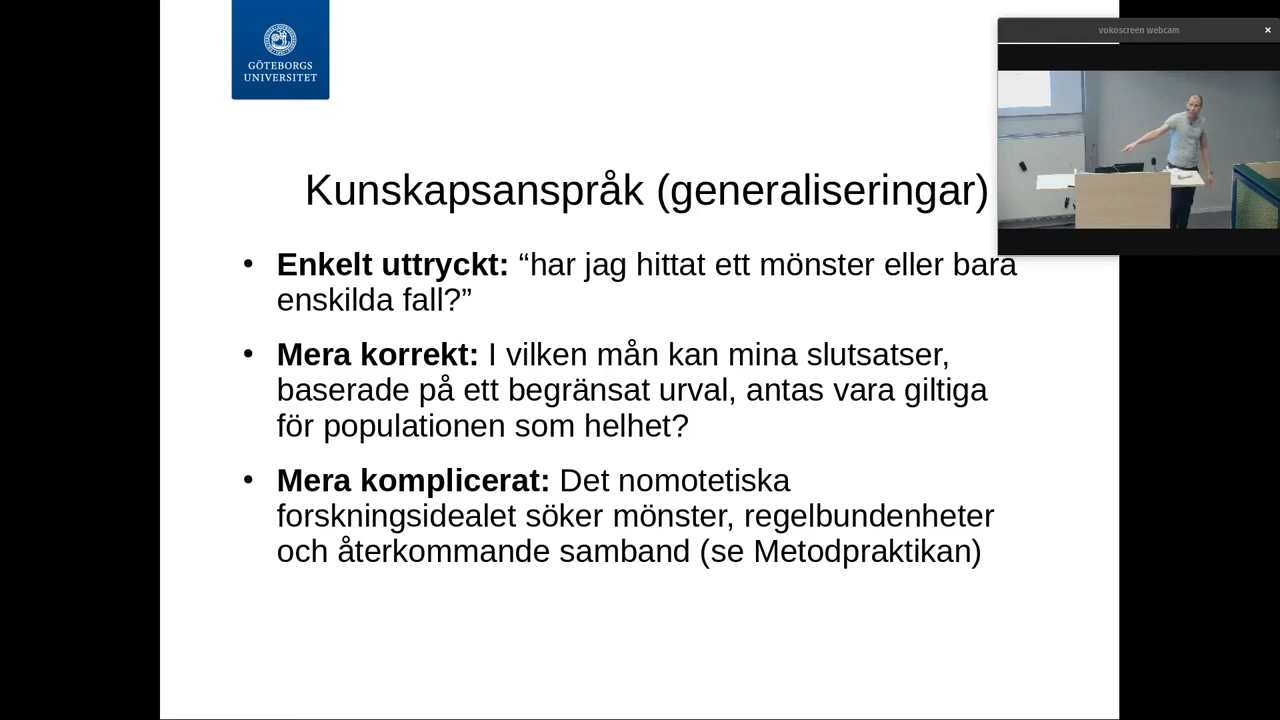 GÖTEBORGS
UNIVERSITET
vokoscreen webcam
Kunskapsanspråk (generaliseringar)
• Enkelt uttryckt: “har jag hittat ett mönster eller bara
enskilda fall?”
• Mera korrekt: I vilken mån kan mina slutsatser,
baserade på ett begränsat urval, antas vara giltiga
för populationen som helhet?
• Mera komplicerat: Det nomotetiska
forskningsidealet söker mönster, regelbundenheter
och återkommande samband (se Metodpraktikan)